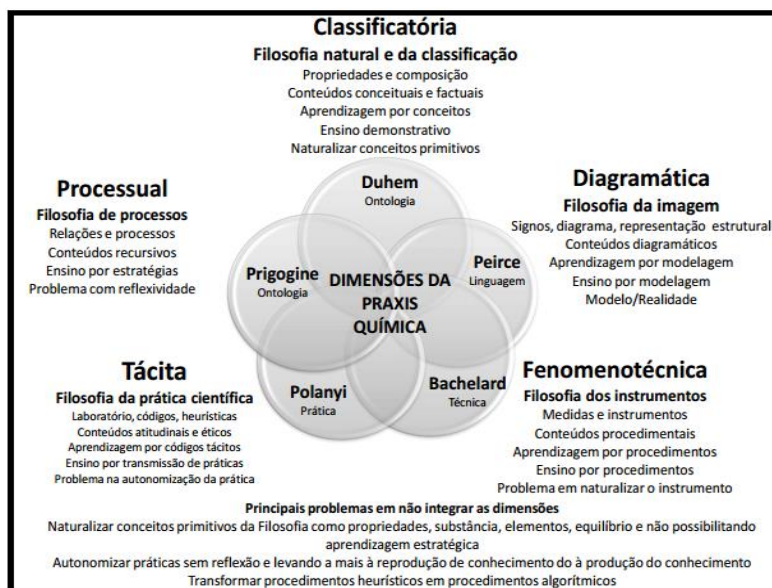 Classificatória
Filosofia natural e da classificação
Propriedades e composição
Conteúdos conceituais e factuais
Aprendizagem por conceitos
Ensino demonstrativo
Naturalizar conceitos primitivos
Processual
Filosofia de processos
Relações e processos
Conteúdos recursivos
Ensino por estratégias
Problema com reflexividade
Diagramática
Filosofia da imagem
Signos, diagrama, representação estrutural
Conteúdos diagramáticos
Aprendizagem por modelagem
Ensino por modelagem
Modelo/Realidade
Duhem
Ontologia
Prigogine
Ontologia
DIMENSÕES DA
PRAXIS
QUÍMICA
Peirce
Linguagem
Polanyi
Prática
Bachelard
Técnica
Tácita
Filosofia da prática científica
Laboratório, códigos, heurísticas
Conteúdos atitudinais e éticos
Aprendizagem por códigos tácitos
Ensino por transmissão de práticas
Problema na autonomização da prática
Fenomenotécnica
Filosofia dos instrumentos
Medidas e instrumentos
Conteúdos procedimentais
Aprendizagem por procedimentos
Ensino por procedimentos
Problema em naturalizar o instrumento
Principais problemas em não integrar as dimensões
Naturalizar conceitos primitivos da Filosofia como propriedades, substância, elementos, equilíbrio e não possibilitando
aprendizagem estratégica
Autonomizar práticas sem reflexão e levando a mais à reprodução de conhecimento do à produção do conhecimento
Transformar procedimentos heurísticos em procedimentos algorítmicos